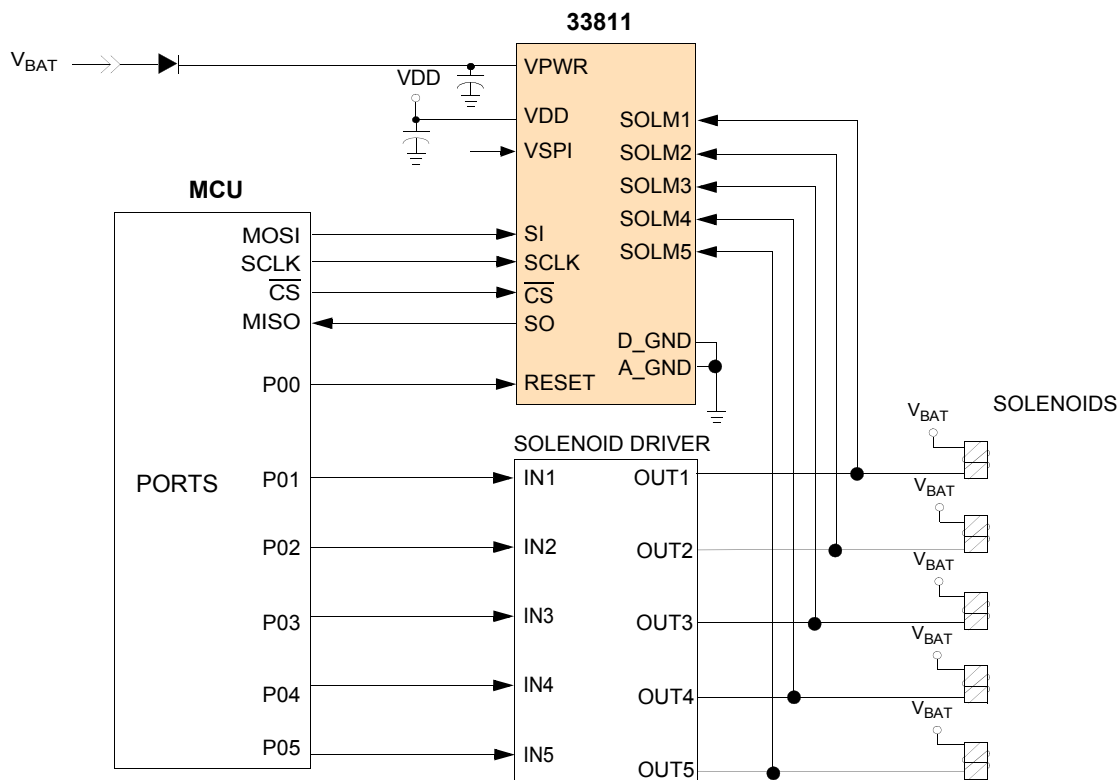 33811
VBAT
VPWR
VDD
VDD
VSPI
SOLM1
SOLM2
SOLM3
SOLM4
SOLM5
MCU
MOSI
SCLK
CS
MISO
SI
SCLK
CS
SO
D_GND
A_GND
P00
RESET
SOLENOIDS
VBAT
SOLENOID DRIVER
PORTS
P01
IN1
OUT1
VBAT
P02
IN2
OUT2
VBAT
P03
IN3
OUT3
VBAT
P04
IN4
OUT4
VBAT
P05
IN5
OUT5